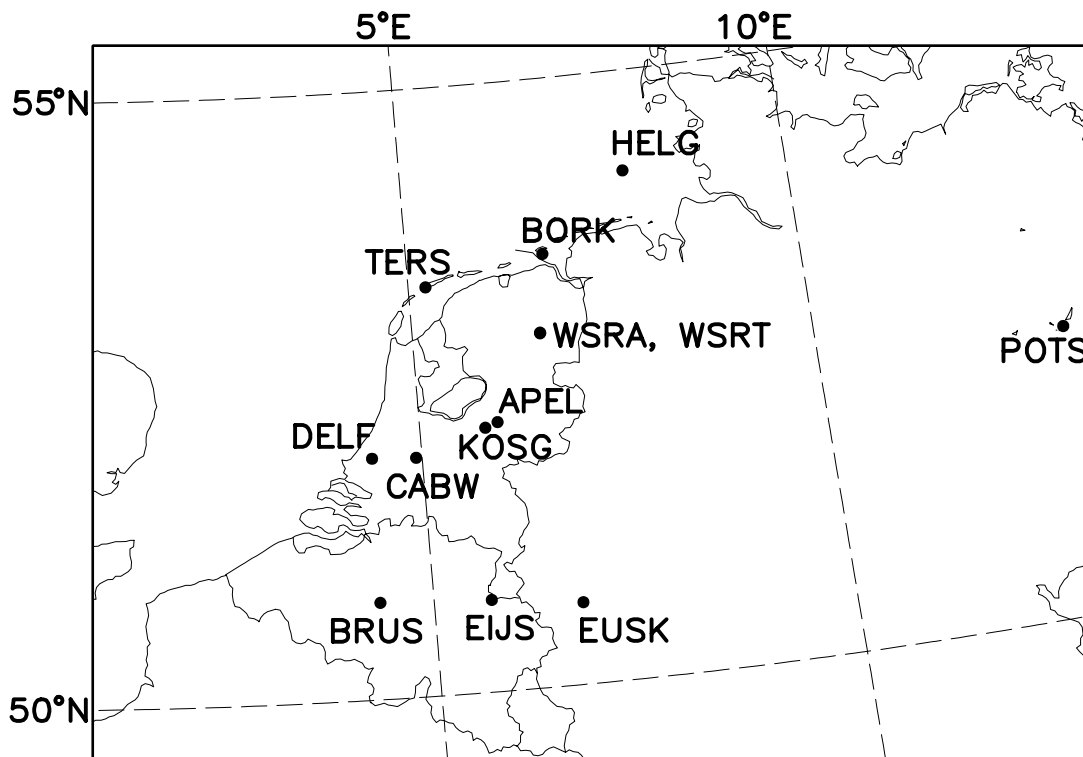 5°E 10°E
55°N
HELG
BORK
TERS
WSRA, WSRT
POTS
APEL
DELF
KOSG
CABW
BRUS
EIJS
EUSK
50°N